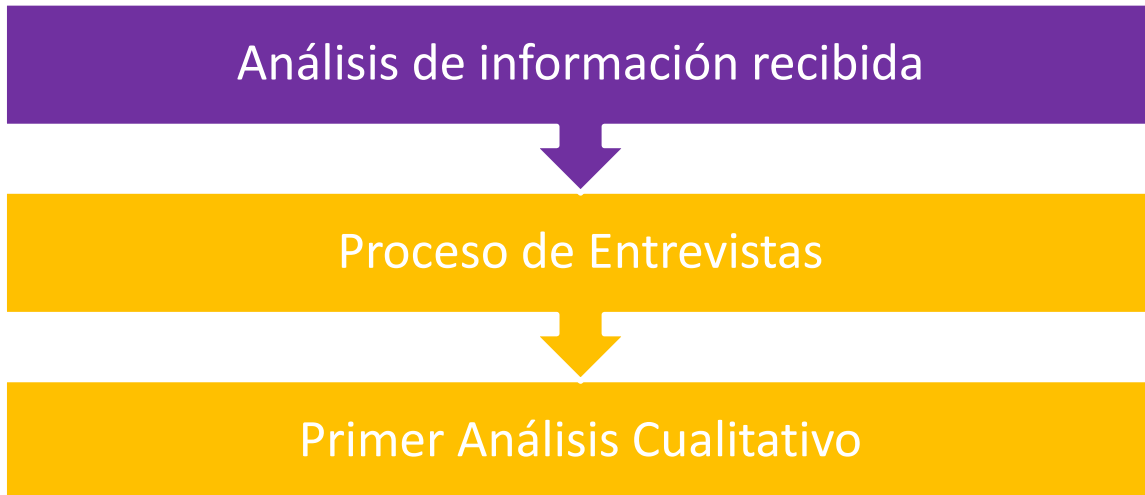 Análisis de información recibida
Proceso de Entrevistas
Primer Análisis Cualitativo